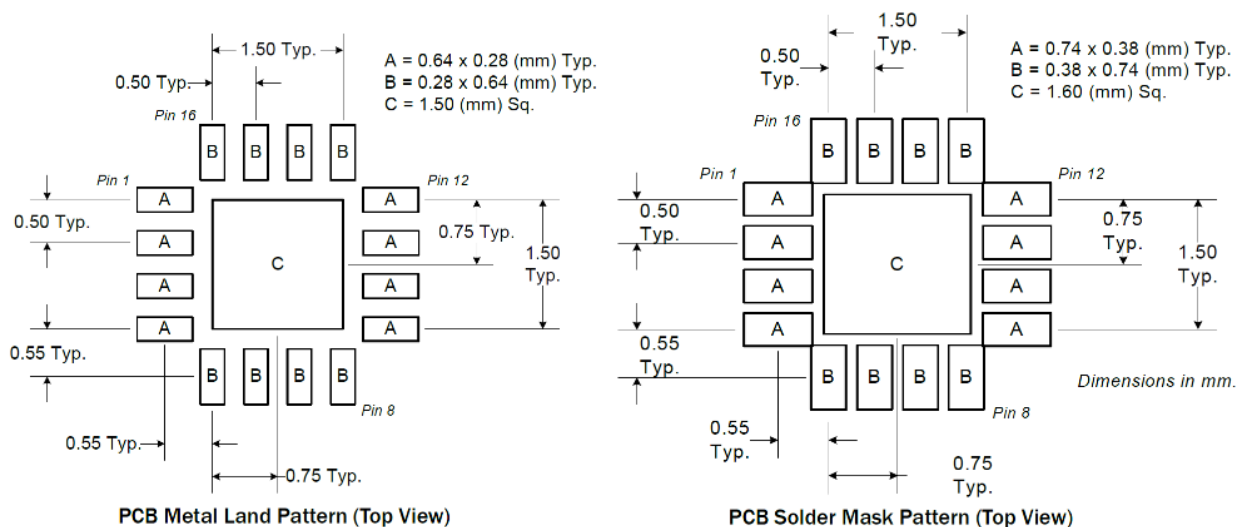 1.50 Typ.
0.50 Typ.
A = 0.64 x 0.28 (mm) Typ.
B = 0.28 x 0.64 (mm) Typ.
C = 1.50 (mm) Sq.
Pin 16
B
B
B
B
Pin 1
Pin 12
A
A
0.50 Typ.
0.75 Typ.
A
A
1.50
Typ.
C
A
A
A
A
0.55 Typ.
B
B
B
B
Pin 8
0.55 Typ.
0.75 Typ.
PCB Metal Land Pattern (Top View)
1.50
Typ.
0.50
Typ.
A = 0.74 x 0.38 (mm) Typ.
B = 0.38 x 0.74 (mm) Typ.
C = 1.60 (mm) Sq.
Pin 16
B
B
B
B
Pin 1
Pin 12
A
A
0.50
Typ.
0.75
Typ.
A
A
1.50
Typ.
C
A
A
A
A
0.55
Typ.
B
B
B
B
Dimensions in mm.
Pin 8
0.55
Typ.
0.75
Typ.
PCB Solder Mask Pattern (Top View)